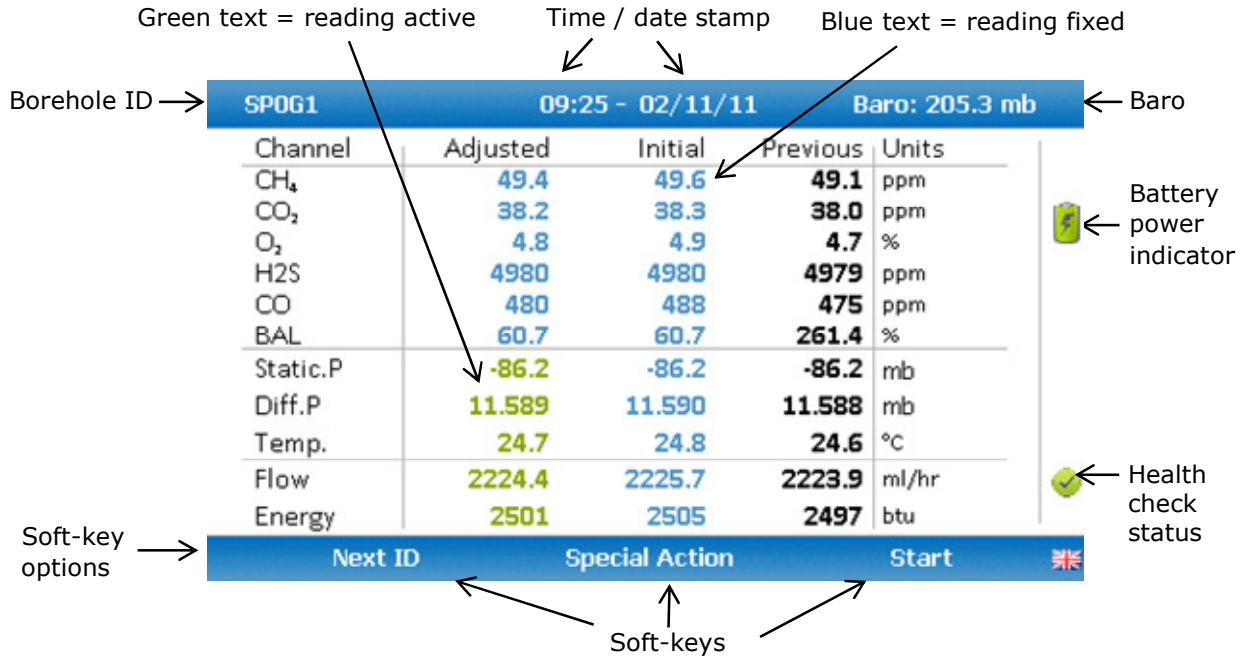 Green text = reading active
Time / date stamp
Blue text = reading fixed
Borehole ID
SP0G1 09:25 - 02/11/11 Baro: 205.3 mb
Baro
Channel Adjusted Initial Previous Units
CH₄ 49.4 49.6 49.1 ppm
CO₂ 38.2 38.3 38.0 ppm
O₂ 4.8 4.9 4.7 %
H2S 4980 4980 4979 ppm
CO 480 488 475 ppm
BAL 60.7 60.7 261.4 %
Static.P -86.2 -86.2 -86.2 mb
Diff.P 11.589 11.590 11.588 mb
Temp. 24.7 24.8 24.6 °C
Flow 2224.4 2225.7 2223.9 ml/hr
Energy 2501 2505 2497 btu
Battery
power
indicator
Health
check
status
Soft-key
options
Next ID Special Action Start
Soft-keys